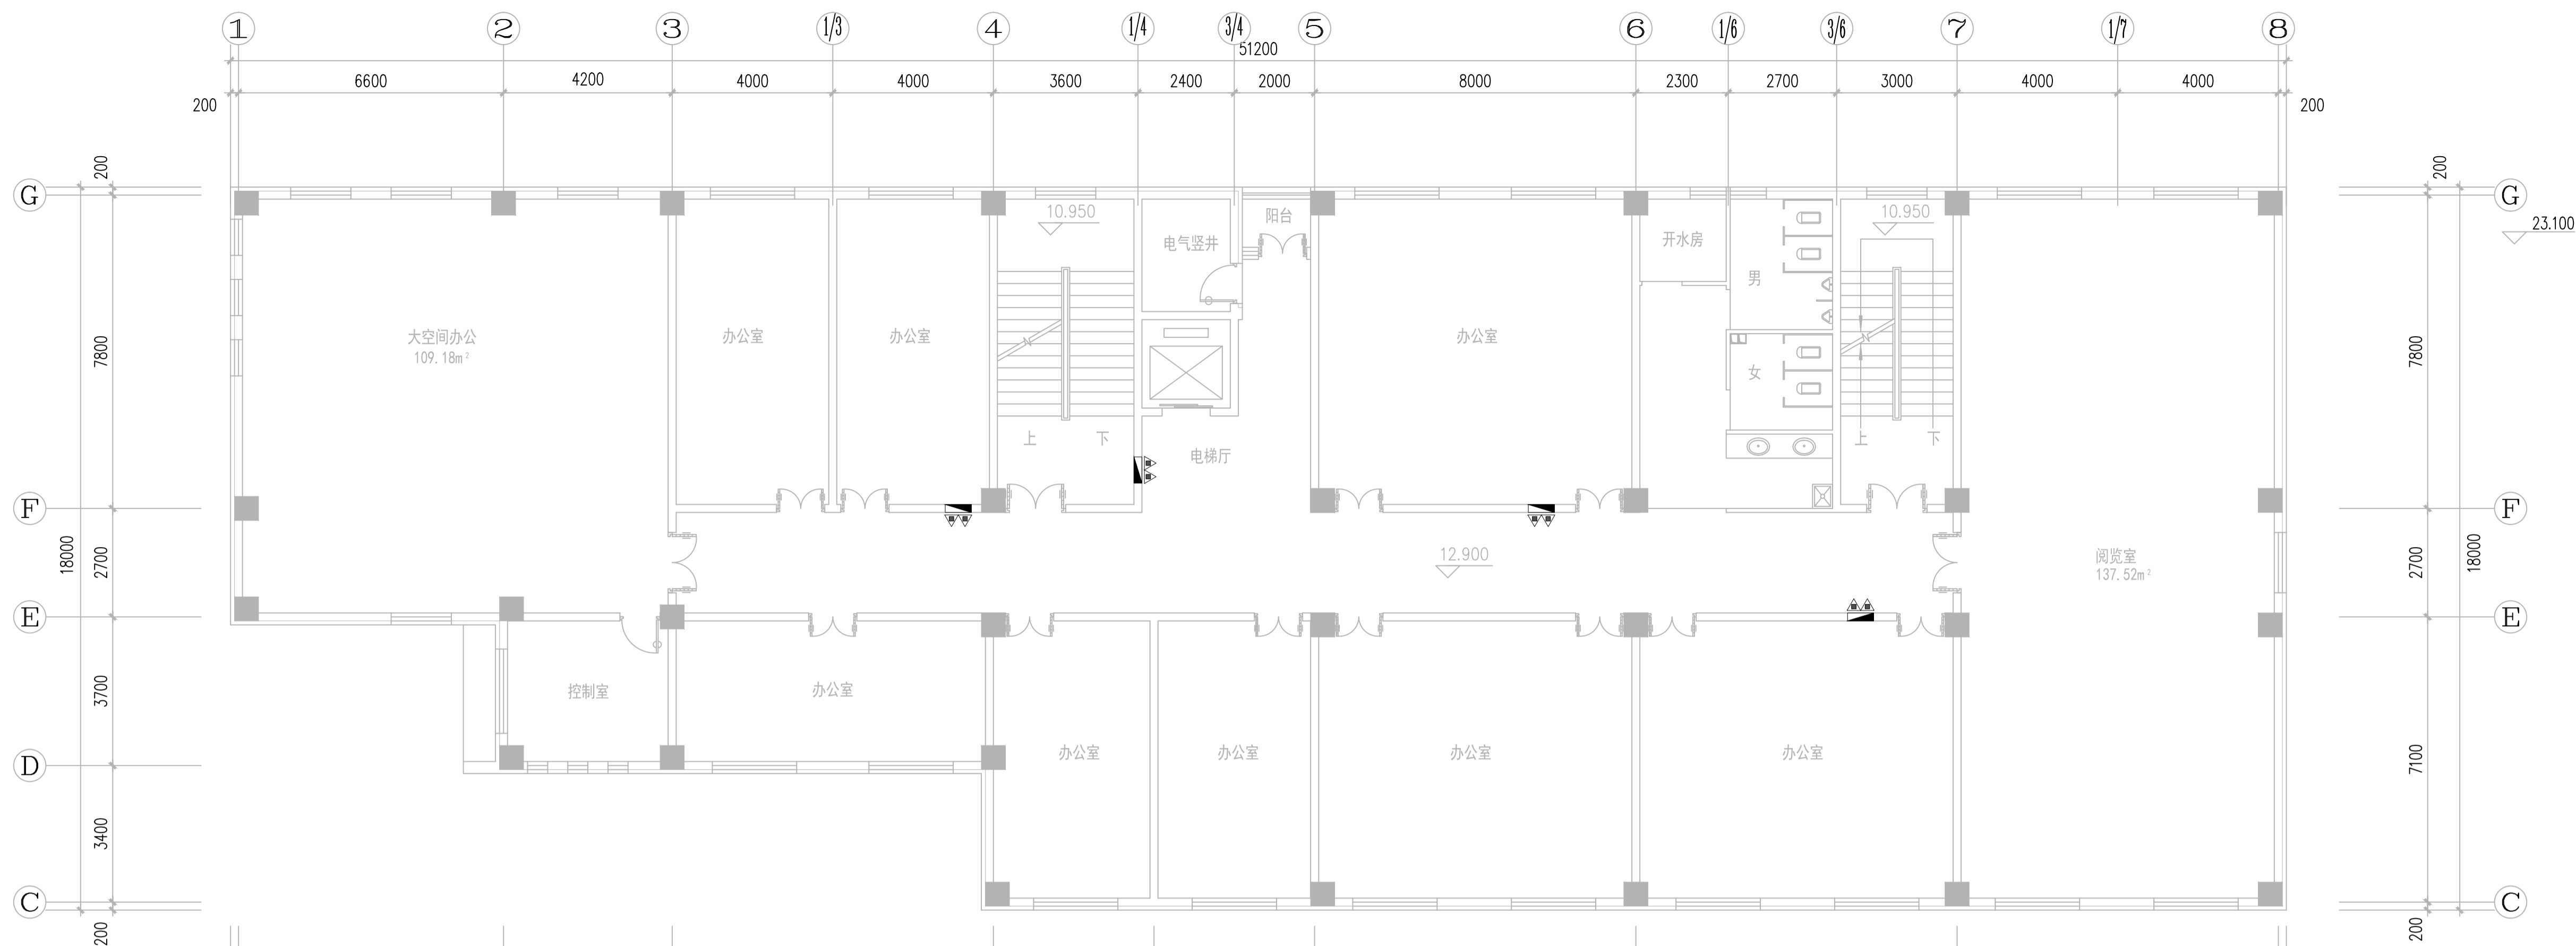 1 2 3 1/3 4 1/4 3/4 5 6 1/6 3/6 7 1/7 8
51200
6600 4200 4000 4000 3600 2400 2000 8000 2300 2700 3000 4000 4000
200 200
200 200
G G
23.100
10.950 阳台 10.950
电气竖井 开水房
男
大空间办公 办公室 办公室 办公室
109.18m²
7800 7800
女
上 下 上 下
电梯厅
F F
18000 2700 12.900 阅览室 2700 18000
137.52m²
E E
控制室 办公室
3700
办公室 办公室 办公室 办公室
D 7100
3400
C C
200 200